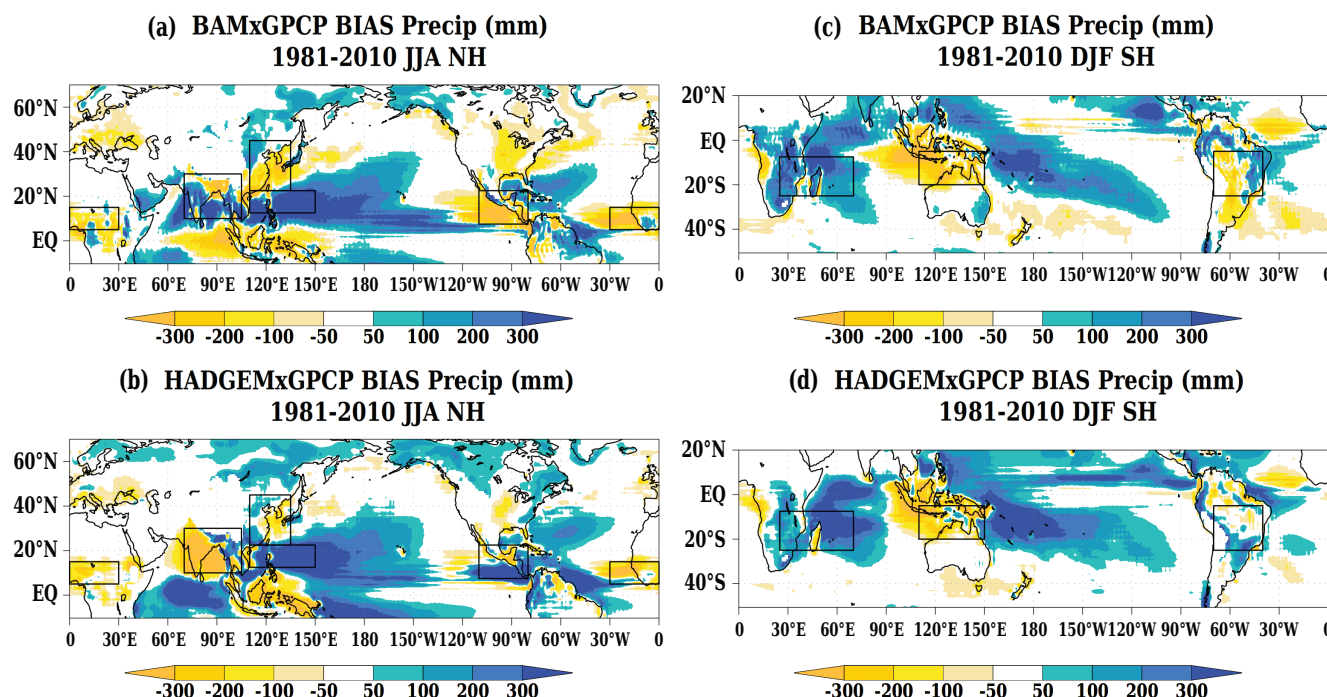 (a) BAMxGPCP BIAS Precip (mm)
1981-2010 JJA NH
60°N
40°N
20°N
EQ
0 30°E 60°E 90°E 120°E 150°E 180 150°W 120°W 90°W 60°W 30°W 0
-300 -200 -100 -50 50 100 200 300
(c) BAMxGPCP BIAS Precip (mm)
1981-2010 DJF SH
20°N
EQ
20°S
40°S
0 30°E 60°E 90°E 120°E 150°E 180 150°W 120°W 90°W 60°W 30°W 0
-300 -200 -100 -50 50 100 200 300
(b) HADGEMxGPCP BIAS Precip (mm)
1981-2010 JJA NH
60°N
40°N
20°N
EQ
0 30°E 60°E 90°E 120°E 150°E 180 150°W 120°W 90°W 60°W 30°W 0
-300 -200 -100 -50 50 100 200 300
(d) HADGEMxGPCP BIAS Precip (mm)
1981-2010 DJF SH
20°N
EQ
20°S
40°S
0 30°E 60°E 90°E 120°E 150°E 180 150°W 120°W 90°W 60°W 30°W 0
-300 -200 -100 -50 50 100 200 300